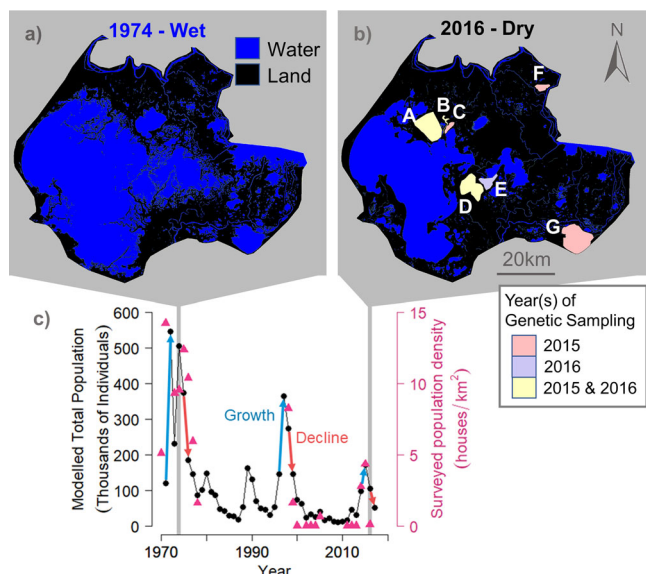 a)
1974 - Wet
Water
Land
b)
2016 - Dry
N
A
B
C
D
E
F
G
20km
Year(s) of
Genetic Sampling
2015
2016
2015 & 2016
c)
Modelled Total Population
(Thousands of Individuals)
600
500
400
300
200
100
0
Growth
Decline
15
10
5
0
Surveyed population density
(houses/km²)
1970
1990
2010
Year